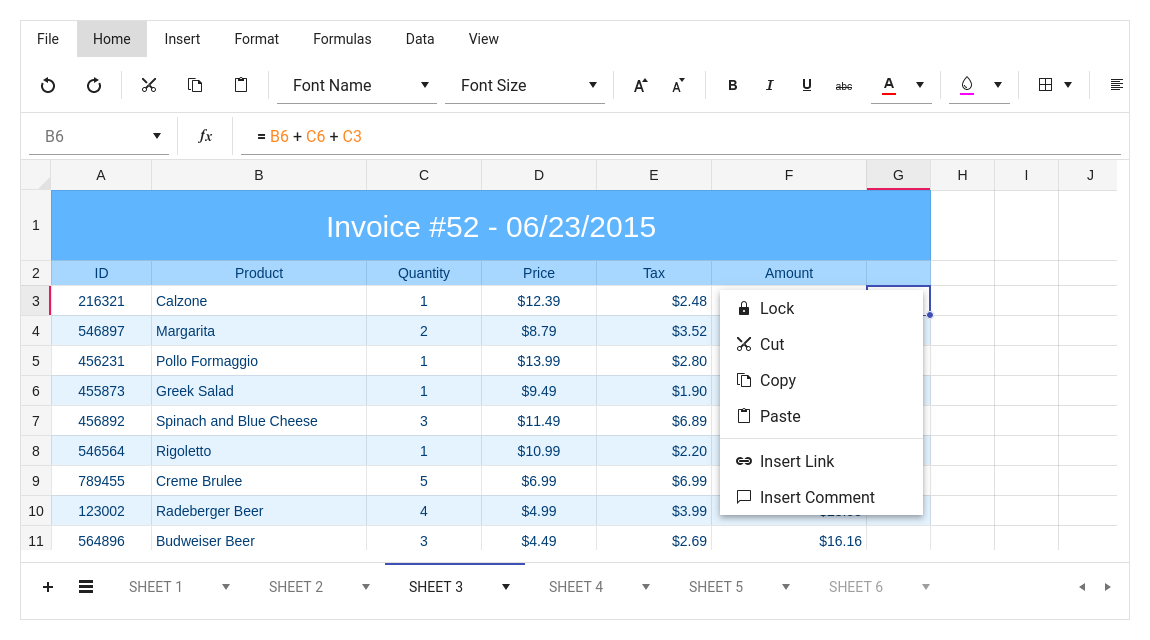 File Home Insert Format Formulas Data View
Font Name Font Size A A B I U abc A
B6 fx = B6 + C6 + C3
A B C D E F G H I J
1 Invoice #52 - 06/23/2015
2 ID Product Quantity Price Tax Amount
3 216321 Calzone 1 $12.39 $2.48
Lock
4 546897 Margarita 2 $8.79 $3.52
Cut
5 456231 Pollo Formaggio 1 $13.99 $2.80
Copy
6 455873 Greek Salad 1 $9.49 $1.90
7 456892 Spinach and Blue Cheese 3 $11.49 $6.89
Paste
8 546564 Rigoletto 1 $10.99 $2.20
Insert Link
9 789455 Creme Brulee 5 $6.99 $6.99
Insert Comment
10 123002 Radeberger Beer 4 $4.99 $3.99
11 564896 Budweiser Beer 3 $4.49 $2.69 $16.16
SHEET 1 SHEET 2 SHEET 3 SHEET 4 SHEET 5 SHEET 6